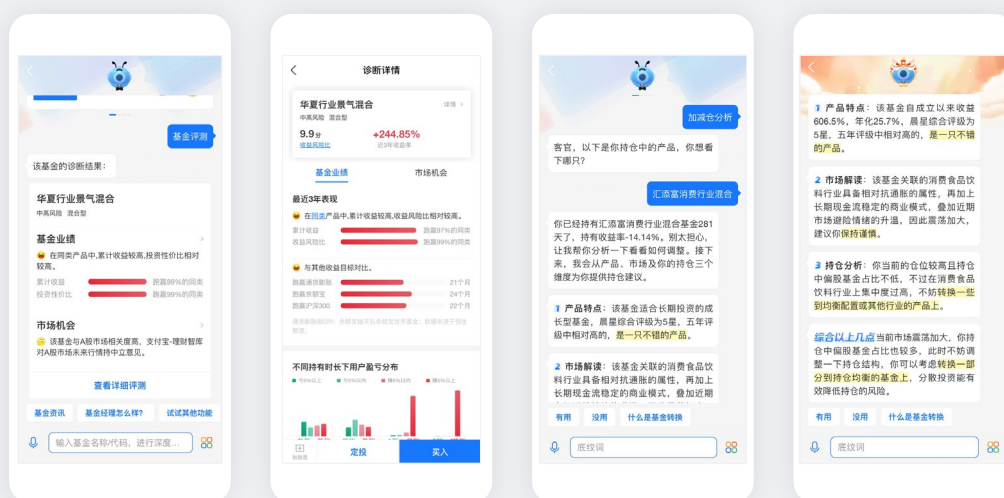 基金评测
该基金的诊断结果：
华夏行业景气混合
中高风险 混合型
基金业绩
在同类产品中,累计收益较高,投资性价比相对
较高。
累计收益 跑赢99%的同类
投资性价比 跑赢99%的同类
市场机会
该基金与A股市场相关度高，支付宝-理财智库
对A股市场未来行情持中立意见。
查看详细评测
基金资讯 基金经理怎么样? 试试其他功能
输入基金名称/代码，进行深度...
诊断详情
华夏行业景气混合 详情
中高风险 混合型
9.9分 +244.85%
收益风险比 近3年收益率
基金业绩 市场机会
最近3年表现
在同类产品中,累计收益较高,收益风险比相对较高。
累计收益 跑赢97%的同类
收益风险比 跑赢99%的同类
与其他收益目标对比。
跑赢通货膨胀 21个月
跑赢余额宝 24个月
跑赢沪深300 22个月
不同持有时长下用户盈亏分布
亏5%以上 亏5%以内 赚5%以内 赚5%以上
定投 买入
加减仓分析
客官，以下是你持仓中的产品，你想看
下哪只？
汇添富消费行业混合
你已经持有汇添富消费行业混合基金281
天了，持有收益率-14.14%。别太担心，
让我帮你分析一下看看如何调整。接下
来，我会从产品、市场及你的持仓三个
维度为你提供持仓建议。
1 产品特点：该基金适合长期投资的成
长型基金，晨星综合评级为5星，五年评
级中相对高的，是一只不错的产品。
2 市场解读：该基金关联的消费食品饮
料行业具备相对抗通胀的属性，再加上
长期现金流稳定的商业模式，叠加近期
有用 没用 什么是基金转换
底纹词
1 产品特点：该基金自成立以来收益
606.5%，年化25.7%，晨星综合评级为
5星，五年评级中相对高的，是一只不错
的产品。
2 市场解读：该基金关联的消费食品饮
料行业具备相对抗通胀的属性，再加上
长期现金流稳定的商业模式，叠加近期
市场避险情绪的升温，因此震荡加大，
建议你保持谨慎。
3 持仓分析：你当前的仓位较高且持仓
中偏股基金占比不低，不过在消费食品
饮料行业上集中度过高，不妨转换一些
到均衡配置或其他行业的产品上。
综合以上几点当前市场震荡加大，你持
仓中偏股基金占比也较多，此时不妨调
整一下持仓结构，你可以考虑转换一部
分到持仓均衡的基金上，分散投资能有
效降低持仓的风险。
有用 没用 什么是基金转换
底纹词